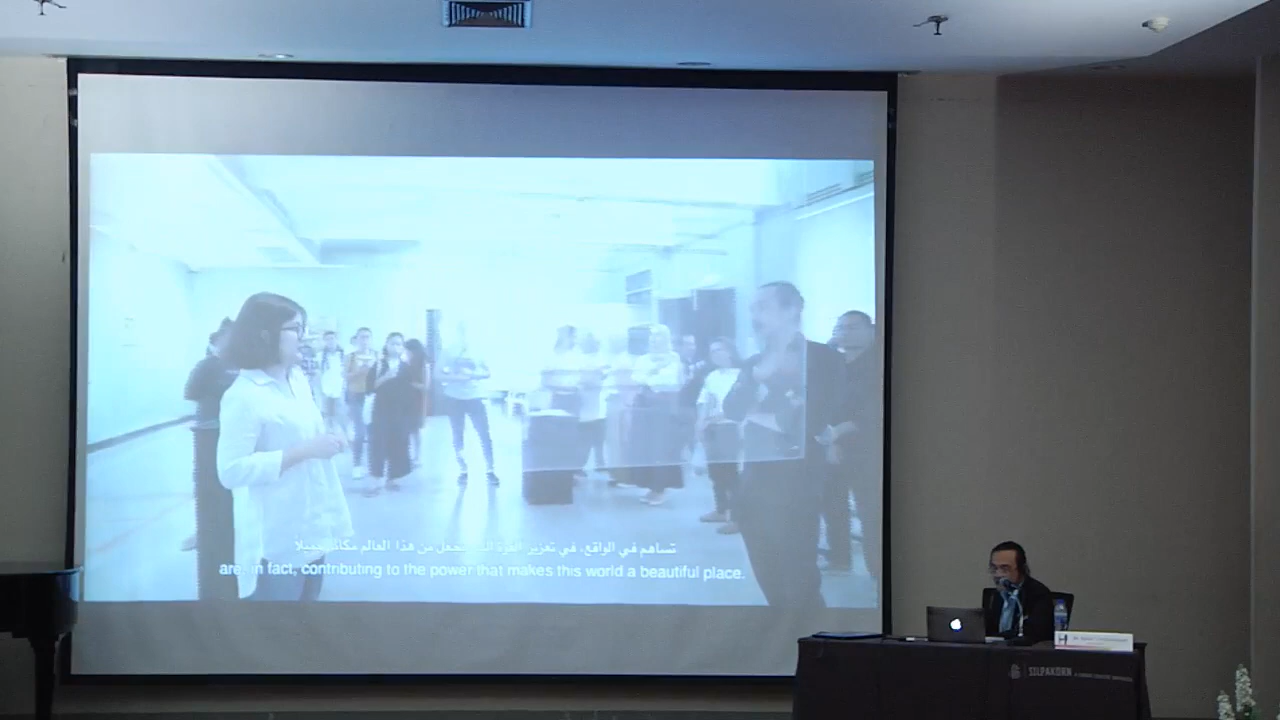 تساهم في الواقع، في تعزيز القوة التي تجعل من هذا العالم مكانًا جميلا
are, in fact, contributing to the power that makes this world a beautiful place.
SILPAKORN